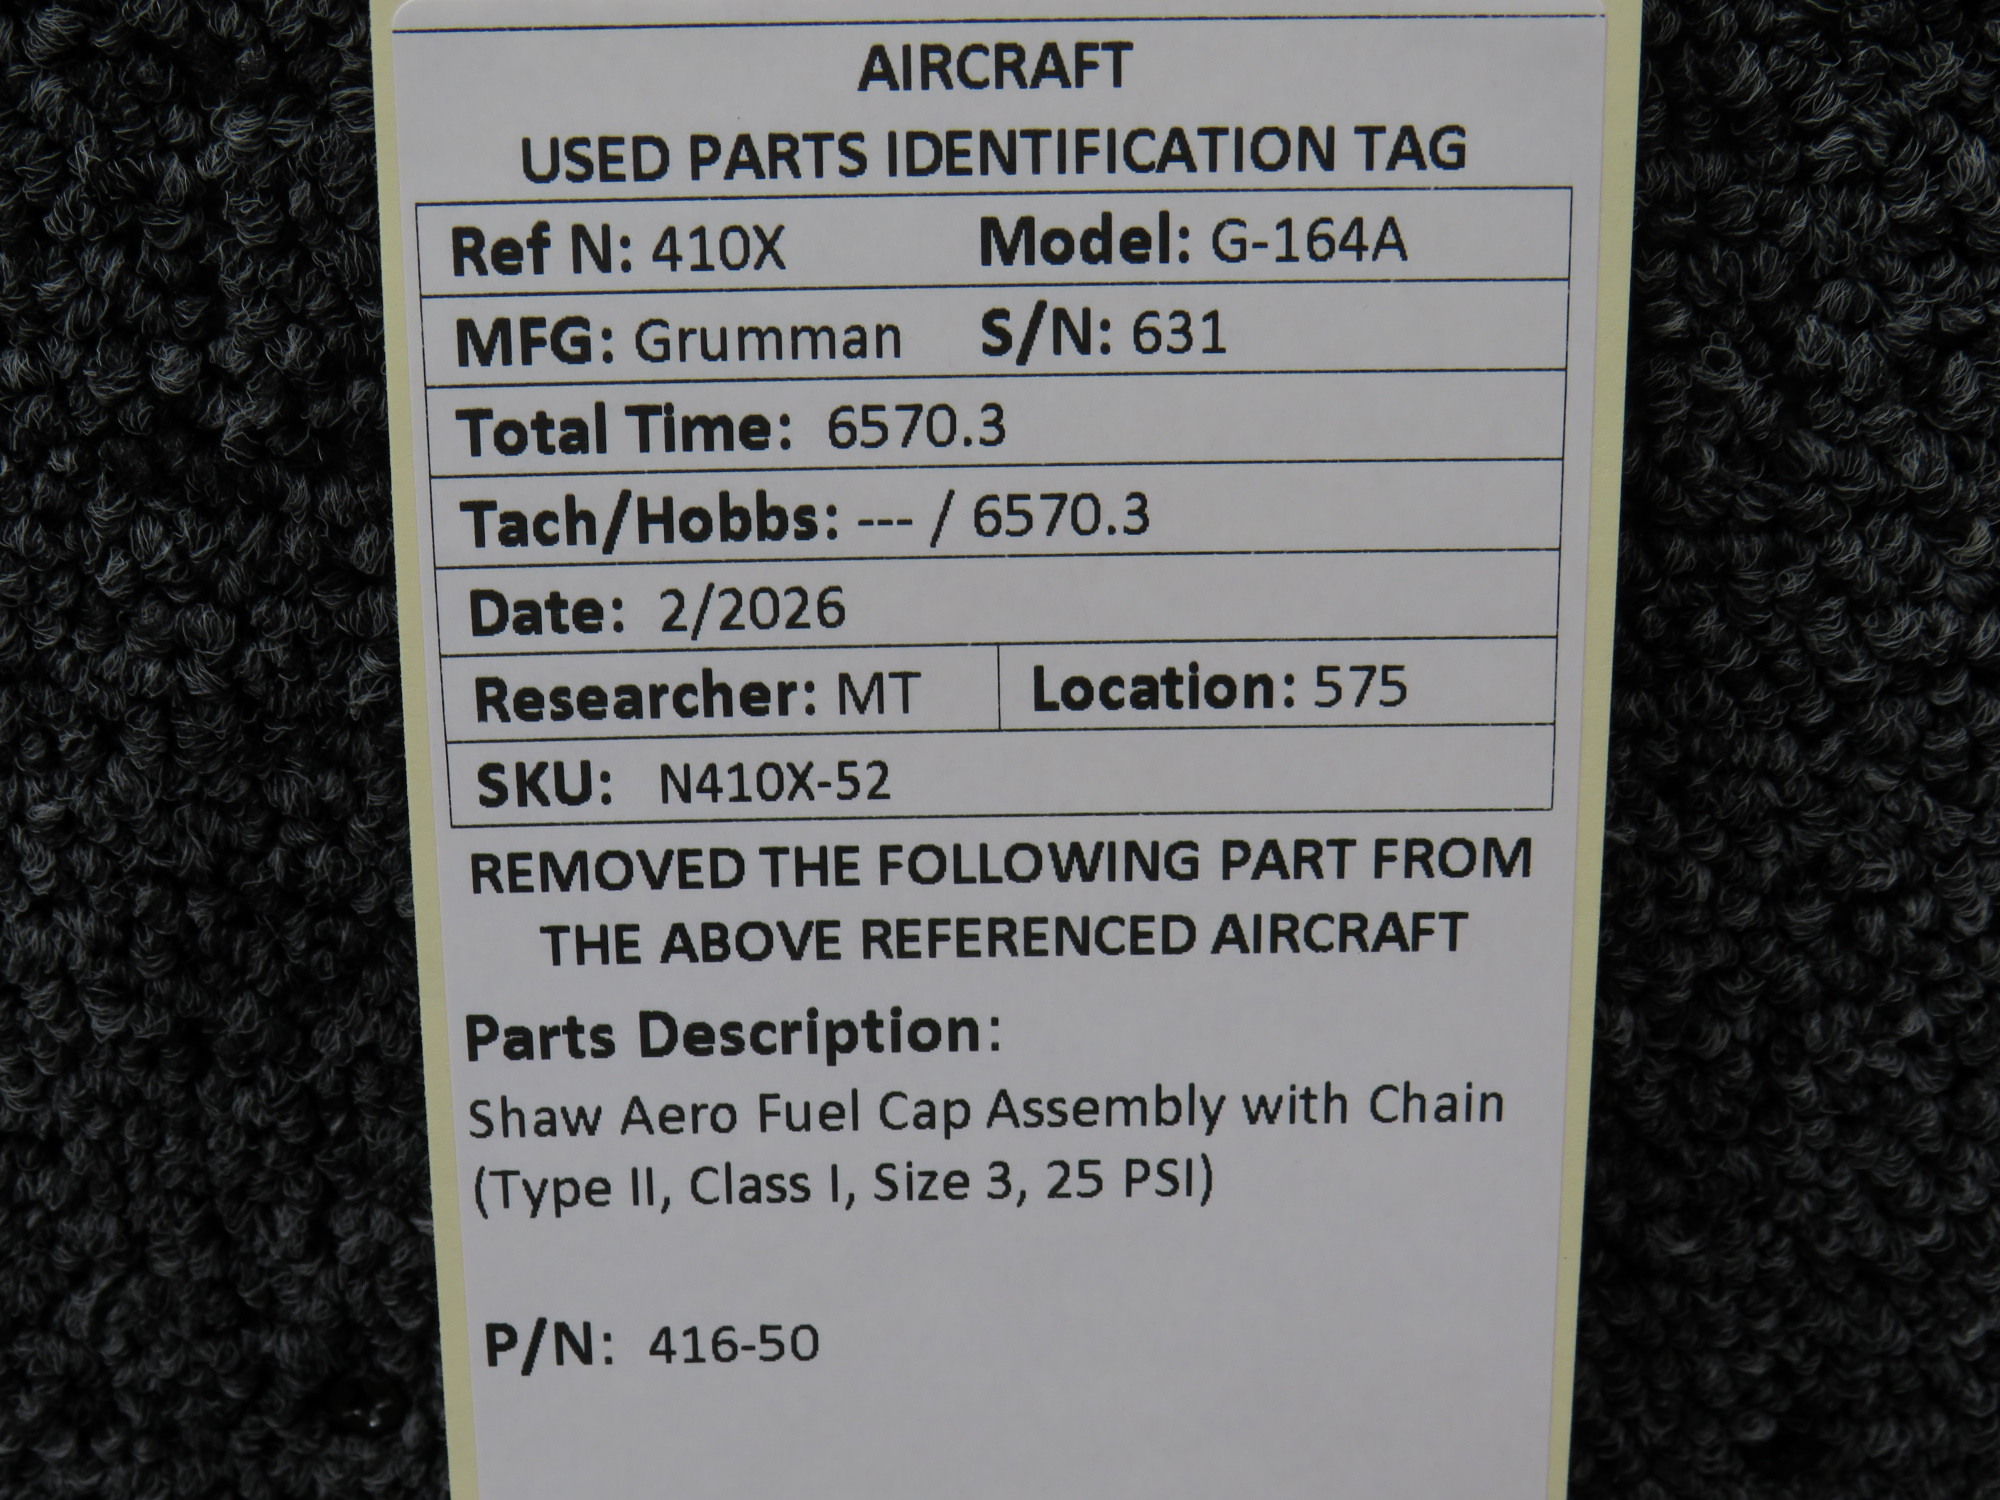 AIRCRAFT
USED PARTS IDENTIFICATION TAG
Ref N: 410X Model: G-164A
MFG: Grumman S/N: 631
Total Time: 6570.3
Tach/Hobbs: --- / 6570.3
Date: 2/2026
Researcher: MT Location: 575
SKU: N410X-52
REMOVED THE FOLLOWING PART FROM
THE ABOVE REFERENCED AIRCRAFT
Parts Description:
Shaw Aero Fuel Cap Assembly with Chain
(Type II, Class I, Size 3, 25 PSI)
P/N: 416-50